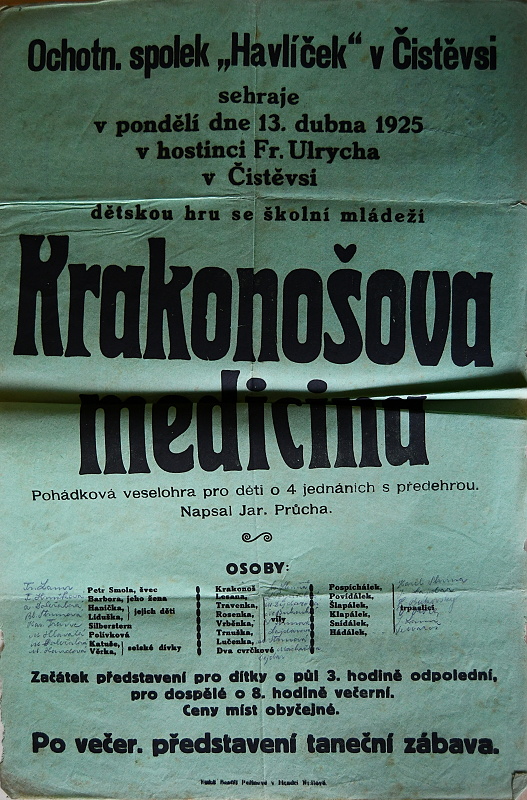 Ochotn. spolek „Havlíček“ v Čistěvsi
sehraje
v pondělí dne 13. dubna 1925
v hostinci Fr. Ulrycha
v Čistěvsi
dětskou hru se školní mládeži
Krakonošova
medicina
Pohádková veselohra pro děti o 4 jednáních s předehrou.
Napsal Jar. Průcha.
OSOBY:
Petr Smola, švec
Barbora, jeho žena
Hanička,
Liduška,
jejich děti
Silberstern
Polívková
Katuše,
Věrka,
selské dívky
Krakonoš
Lesana,
Travenka,
Rosenka,
Vrběnka,
Trnuška,
Lučenka,
víly
Dva cvrčkové
Pospíchálek,
Povídálek,
Šlapálek,
Klapálek,
Snídálek,
Hádálek,
trpaslíci
Začátek představení pro dítky o půl 3. hodině odpolední,
pro dospělé o 8. hodině večerní.
Ceny míst obyčejné.
Po večer. představení taneční zábava.